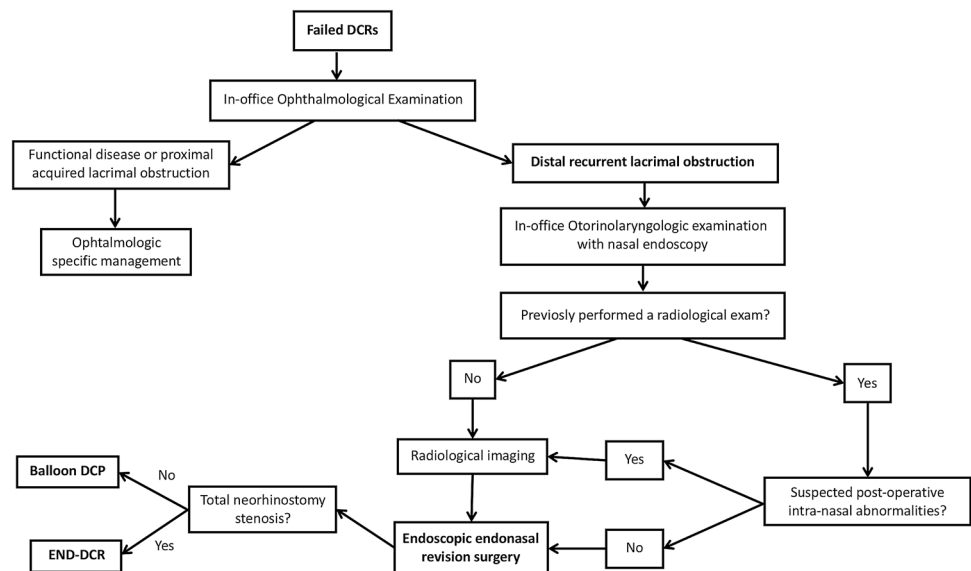 Failed DCRs
In-office Ophthalmological Examination
Functional disease or proximal
acquired lacrimal obstruction
Distal recurrent lacrimal obstruction
Ophtalmologic
specific management
In-office Otorinolaryngologic examination
with nasal endoscopy
Previosly performed a radiological exam?
No
Yes
Radiological imaging
Yes
Suspected post-operative
intra-nasal abnormalities?
No
Endoscopic endonasal
revision surgery
Total neorhinostomy
stenosis?
No
Balloon DCP
Yes
END-DCR